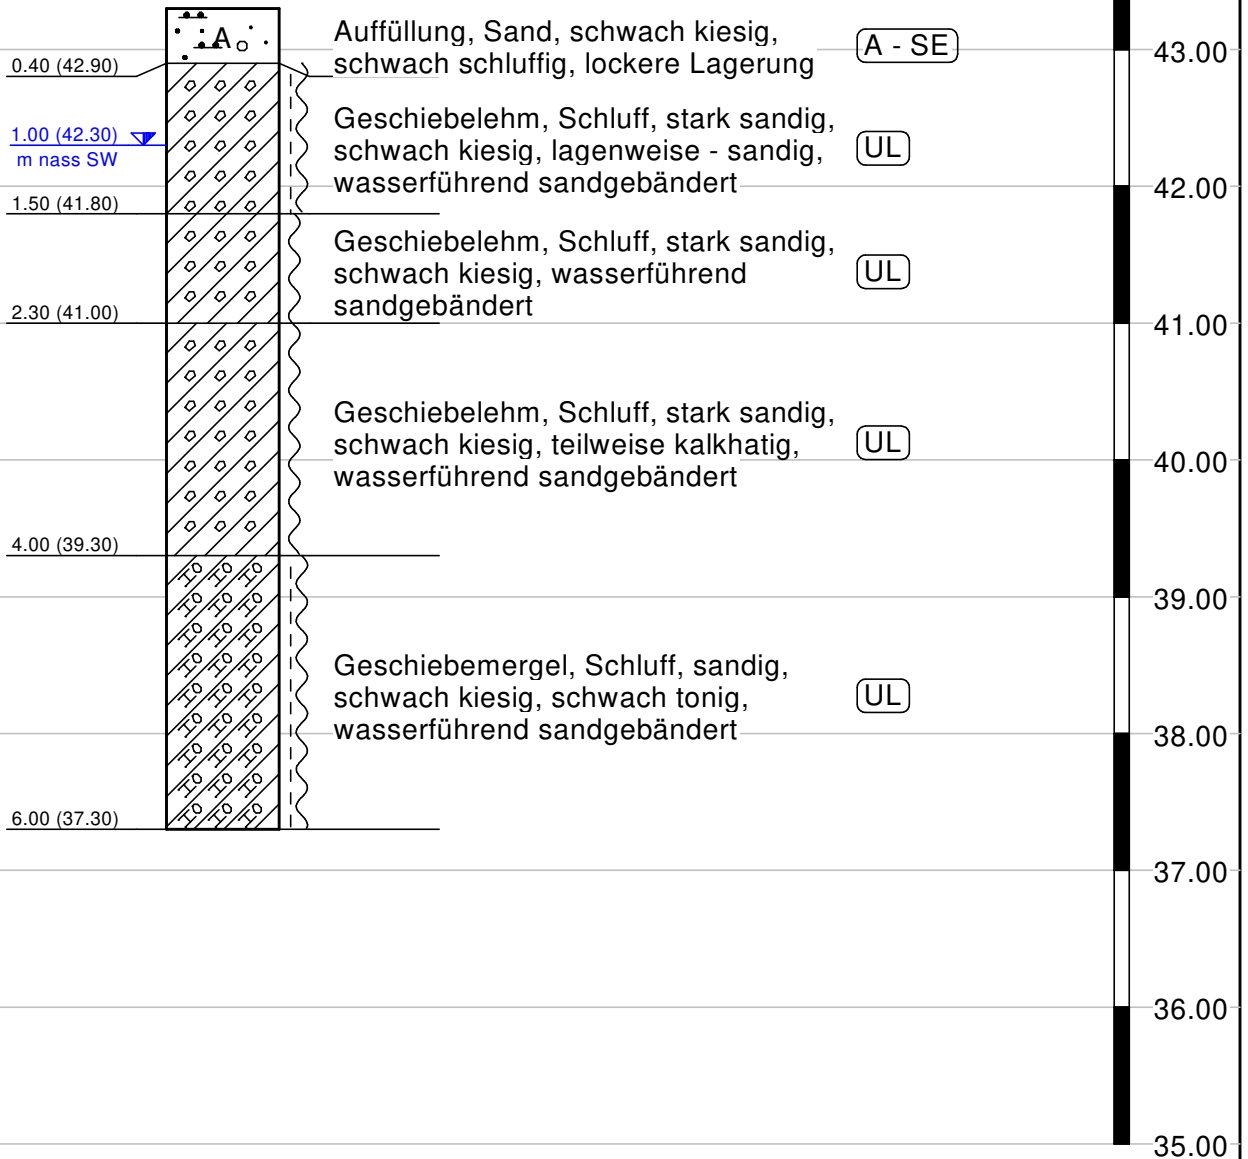 A
Auffüllung, Sand, schwach kiesig,
schwach schluffig, lockere Lagerung
A - SE
43.00
0.40 (42.90)
1.00 (42.30)
m nass SW
Geschiebelehm, Schluff, stark sandig,
schwach kiesig, lagenweise - sandig,
wasserführend sandgebändert
UL
42.00
1.50 (41.80)
Geschiebelehm, Schluff, stark sandig,
schwach kiesig, wasserführend
sandgebändert
UL
2.30 (41.00)
41.00
Geschiebelehm, Schluff, stark sandig,
schwach kiesig, teilweise kalkhatig,
wasserführend sandgebändert
UL
40.00
4.00 (39.30)
39.00
Geschiebemergel, Schluff, sandig,
schwach kiesig, schwach tonig,
wasserführend sandgebändert
UL
38.00
6.00 (37.30)
37.00
36.00
35.00